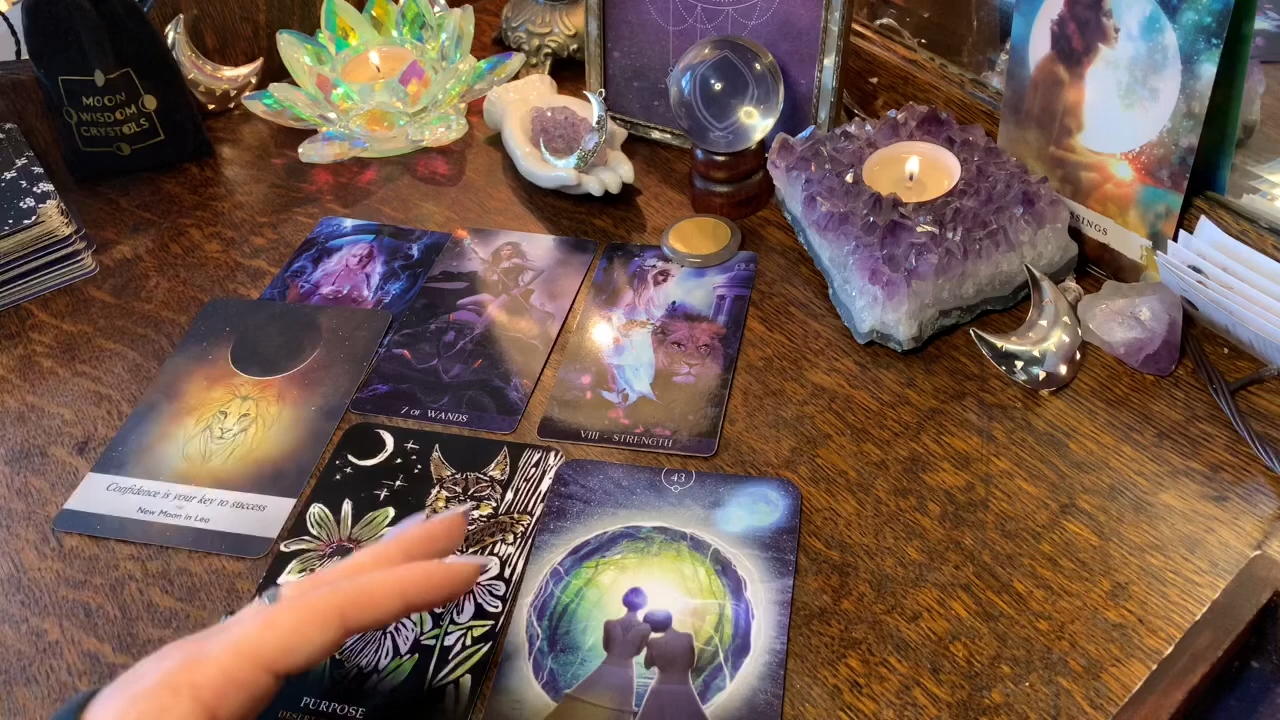 MOON
WISDOM
CRYSTALS
SSINGS
7 OF WANDS
VIII - STRENGTH
Confidence is your key to success
New Moon in Leo
43
PURPOSE
DESERT